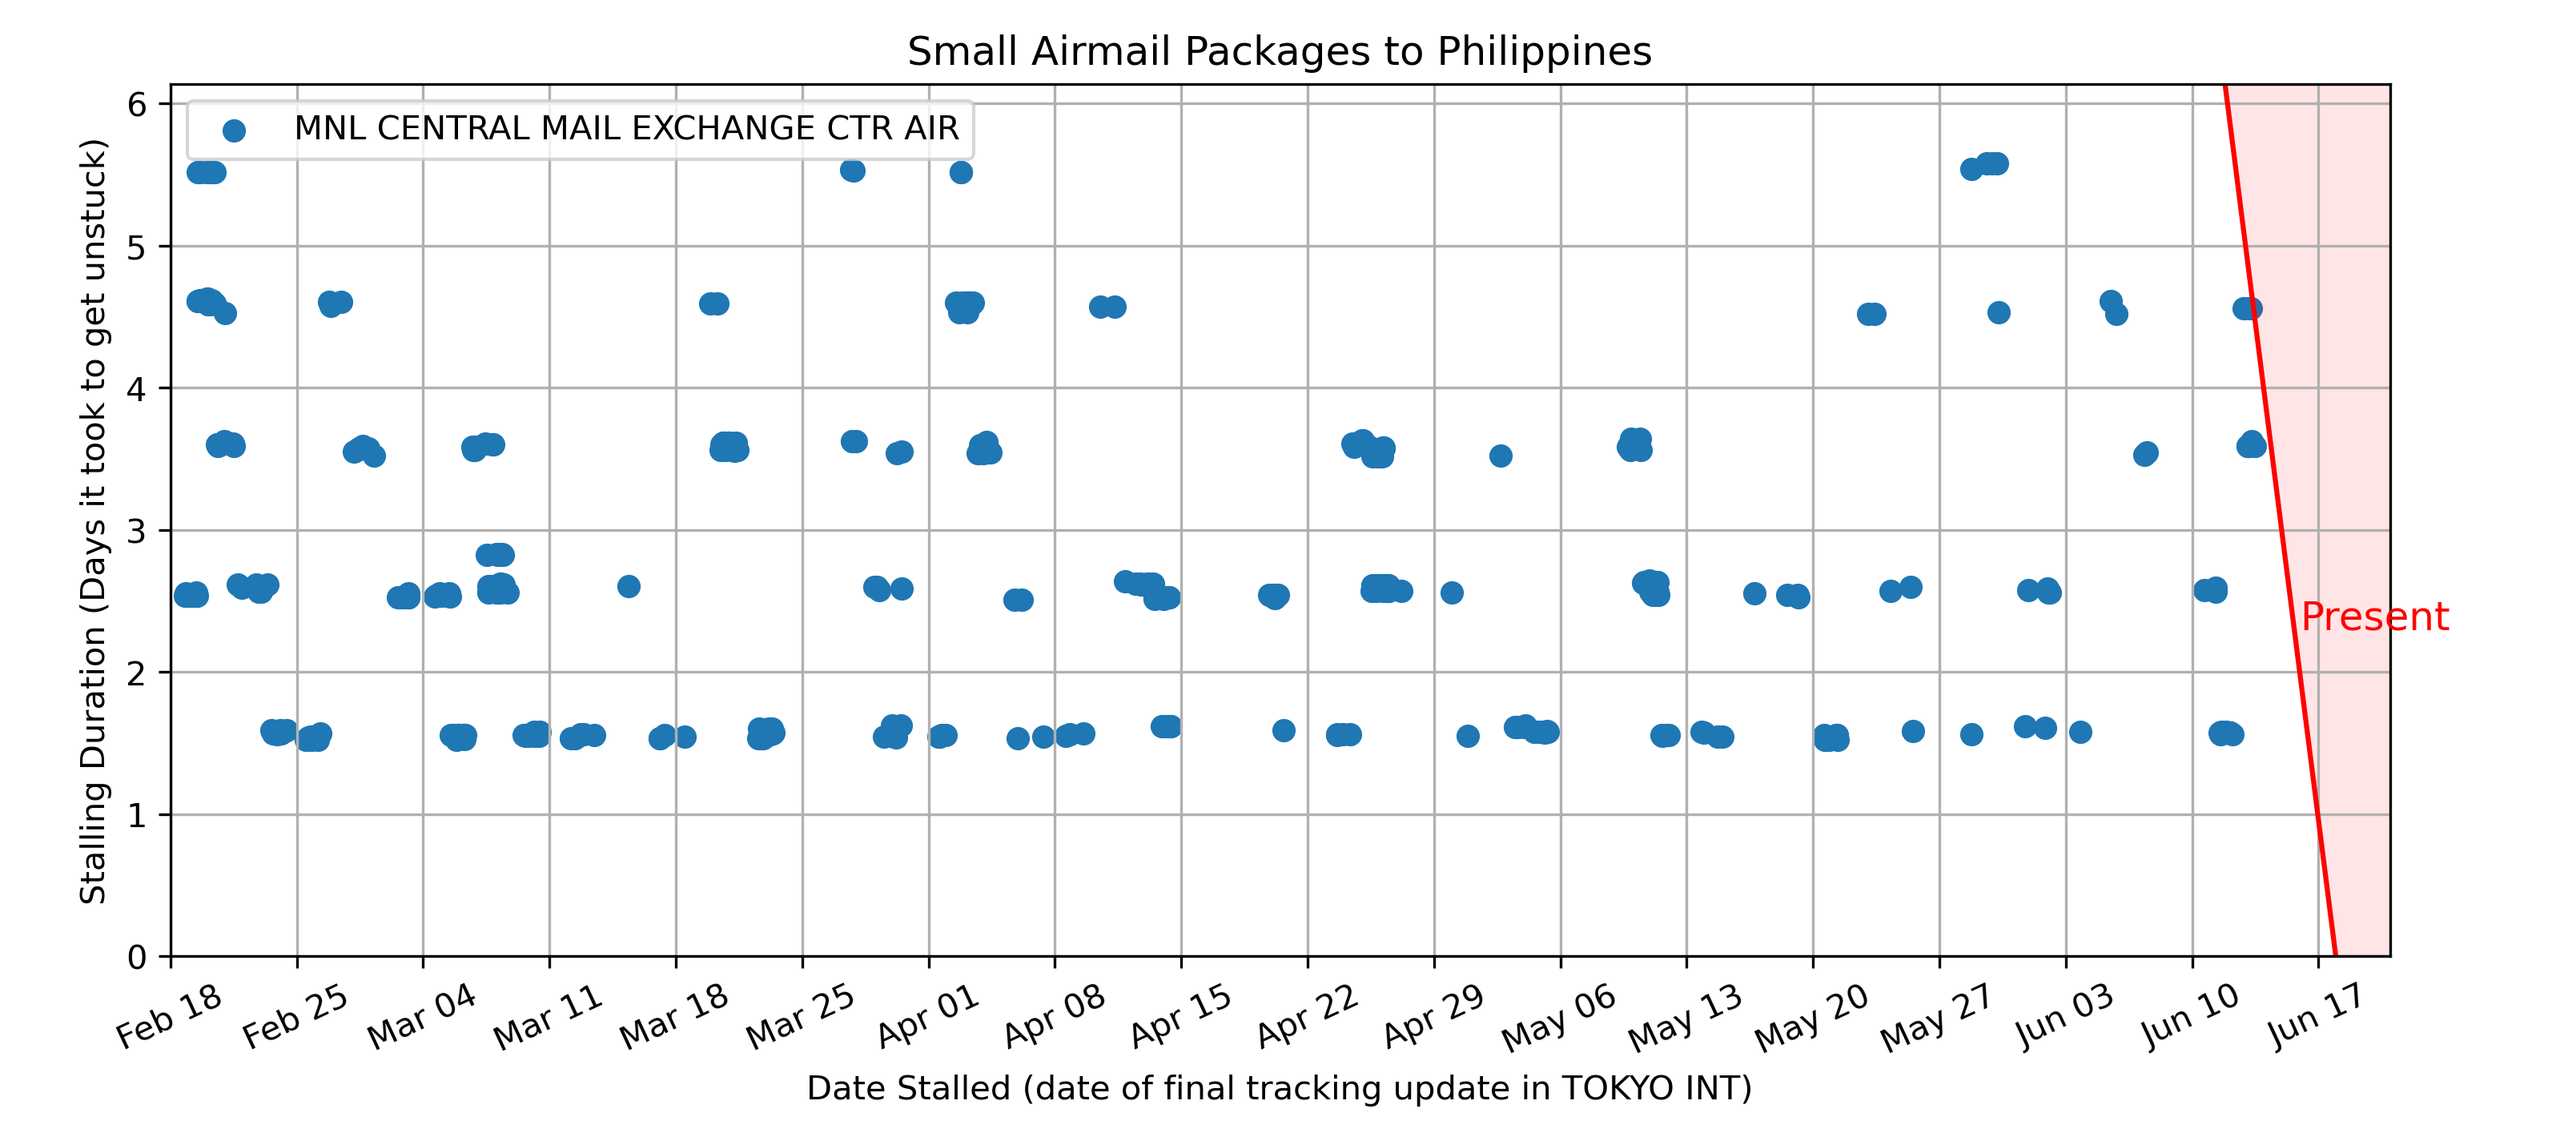 Small Airmail Packages to Philippines
MNL CENTRAL MAIL EXCHANGE CTR AIR
Stalling Duration (Days it took to get unstuck)
6
5
4
3
2
1
0
Present
Feb 18
Feb 25
Mar 04
Mar 11
Mar 18
Mar 25
Apr 01
Apr 08
Apr 15
Apr 22
Apr 29
May 06
May 13
May 20
May 27
Jun 03
Jun 10
Jun 17
Date Stalled (date of final tracking update in TOKYO INT)